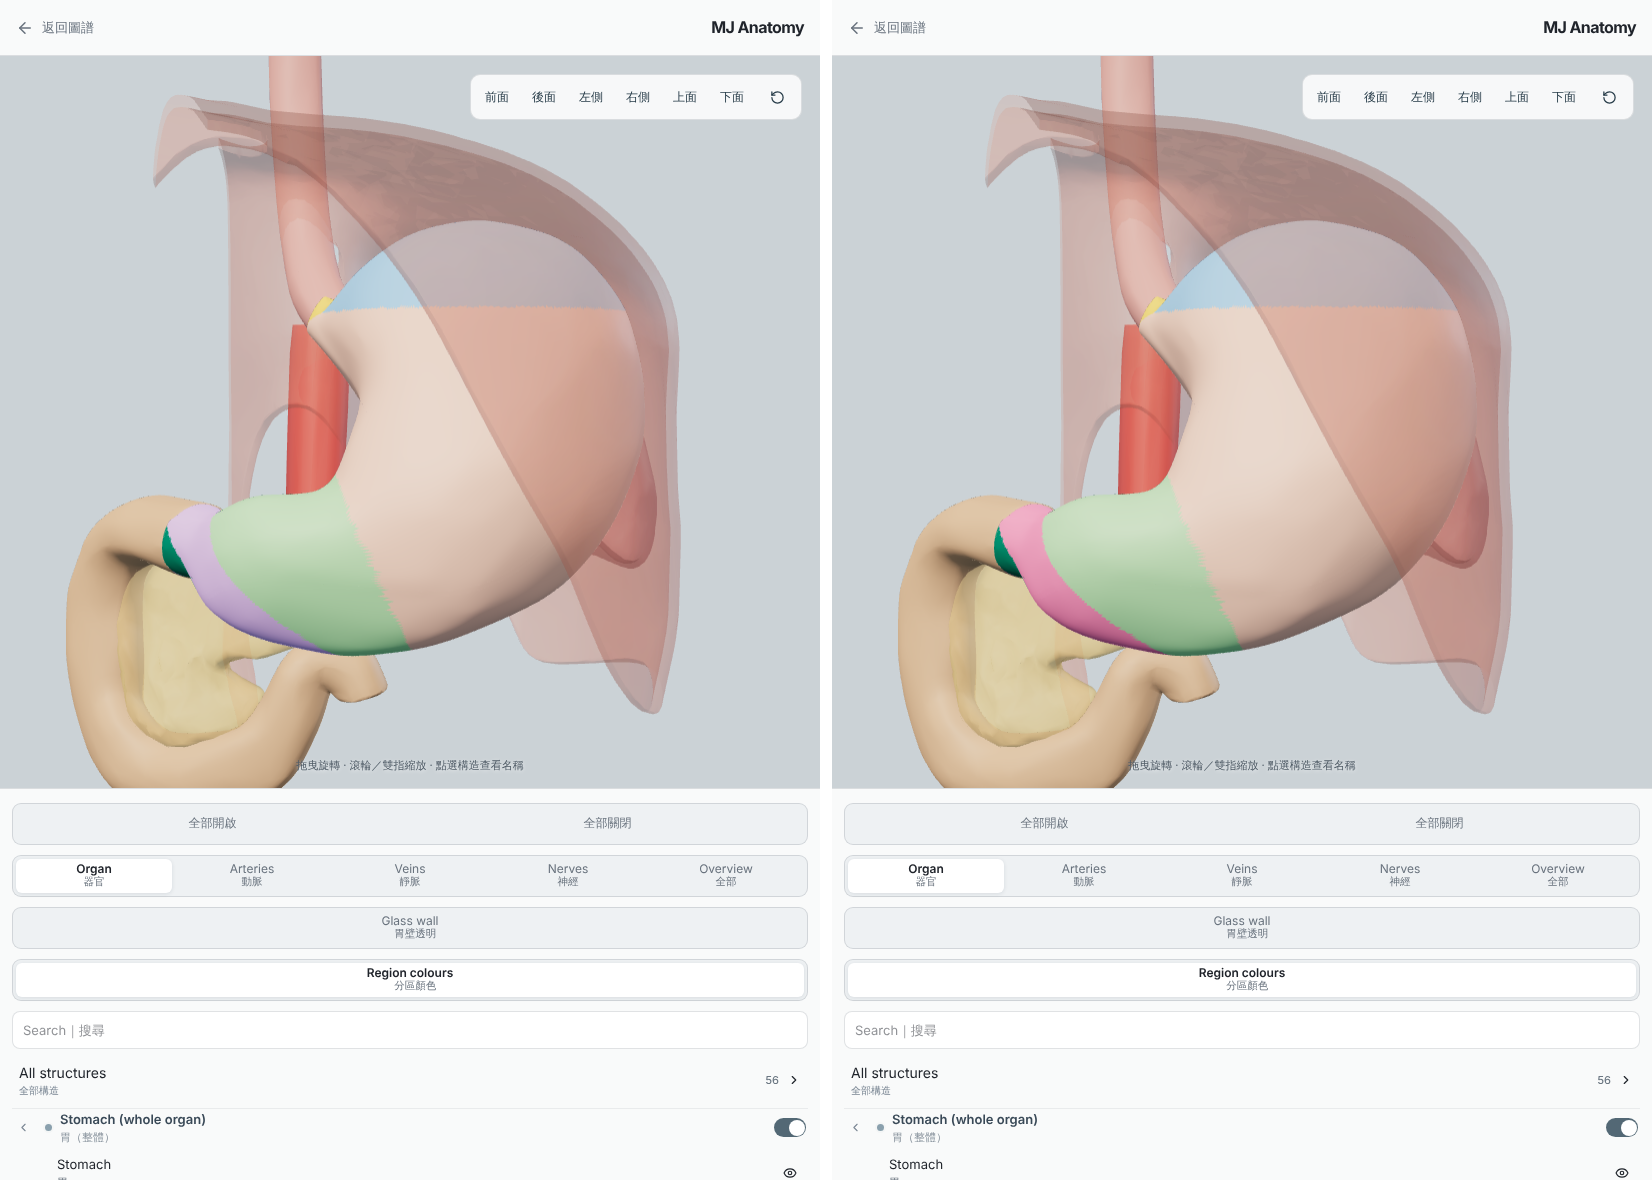 返回圖譜
MJ Anatomy
前面 後面 左側 右側 上面 下面
拖曳旋轉 · 滾輪／雙指縮放 · 點選構造查看名稱
全部開啟 全部關閉
Organ Arteries Veins Nerves Overview
器官 動脈 靜脈 神經 全部
Glass wall
胃壁透明
Region colours
分區顏色
Search｜搜尋
All structures
全部構造
56
Stomach (whole organ)
胃（整體）
Stomach
返回圖譜
MJ Anatomy
前面 後面 左側 右側 上面 下面
拖曳旋轉 · 滾輪／雙指縮放 · 點選構造查看名稱
全部開啟 全部關閉
Organ Arteries Veins Nerves Overview
器官 動脈 靜脈 神經 全部
Glass wall
胃壁透明
Region colours
分區顏色
Search｜搜尋
All structures
全部構造
56
Stomach (whole organ)
胃（整體）
Stomach